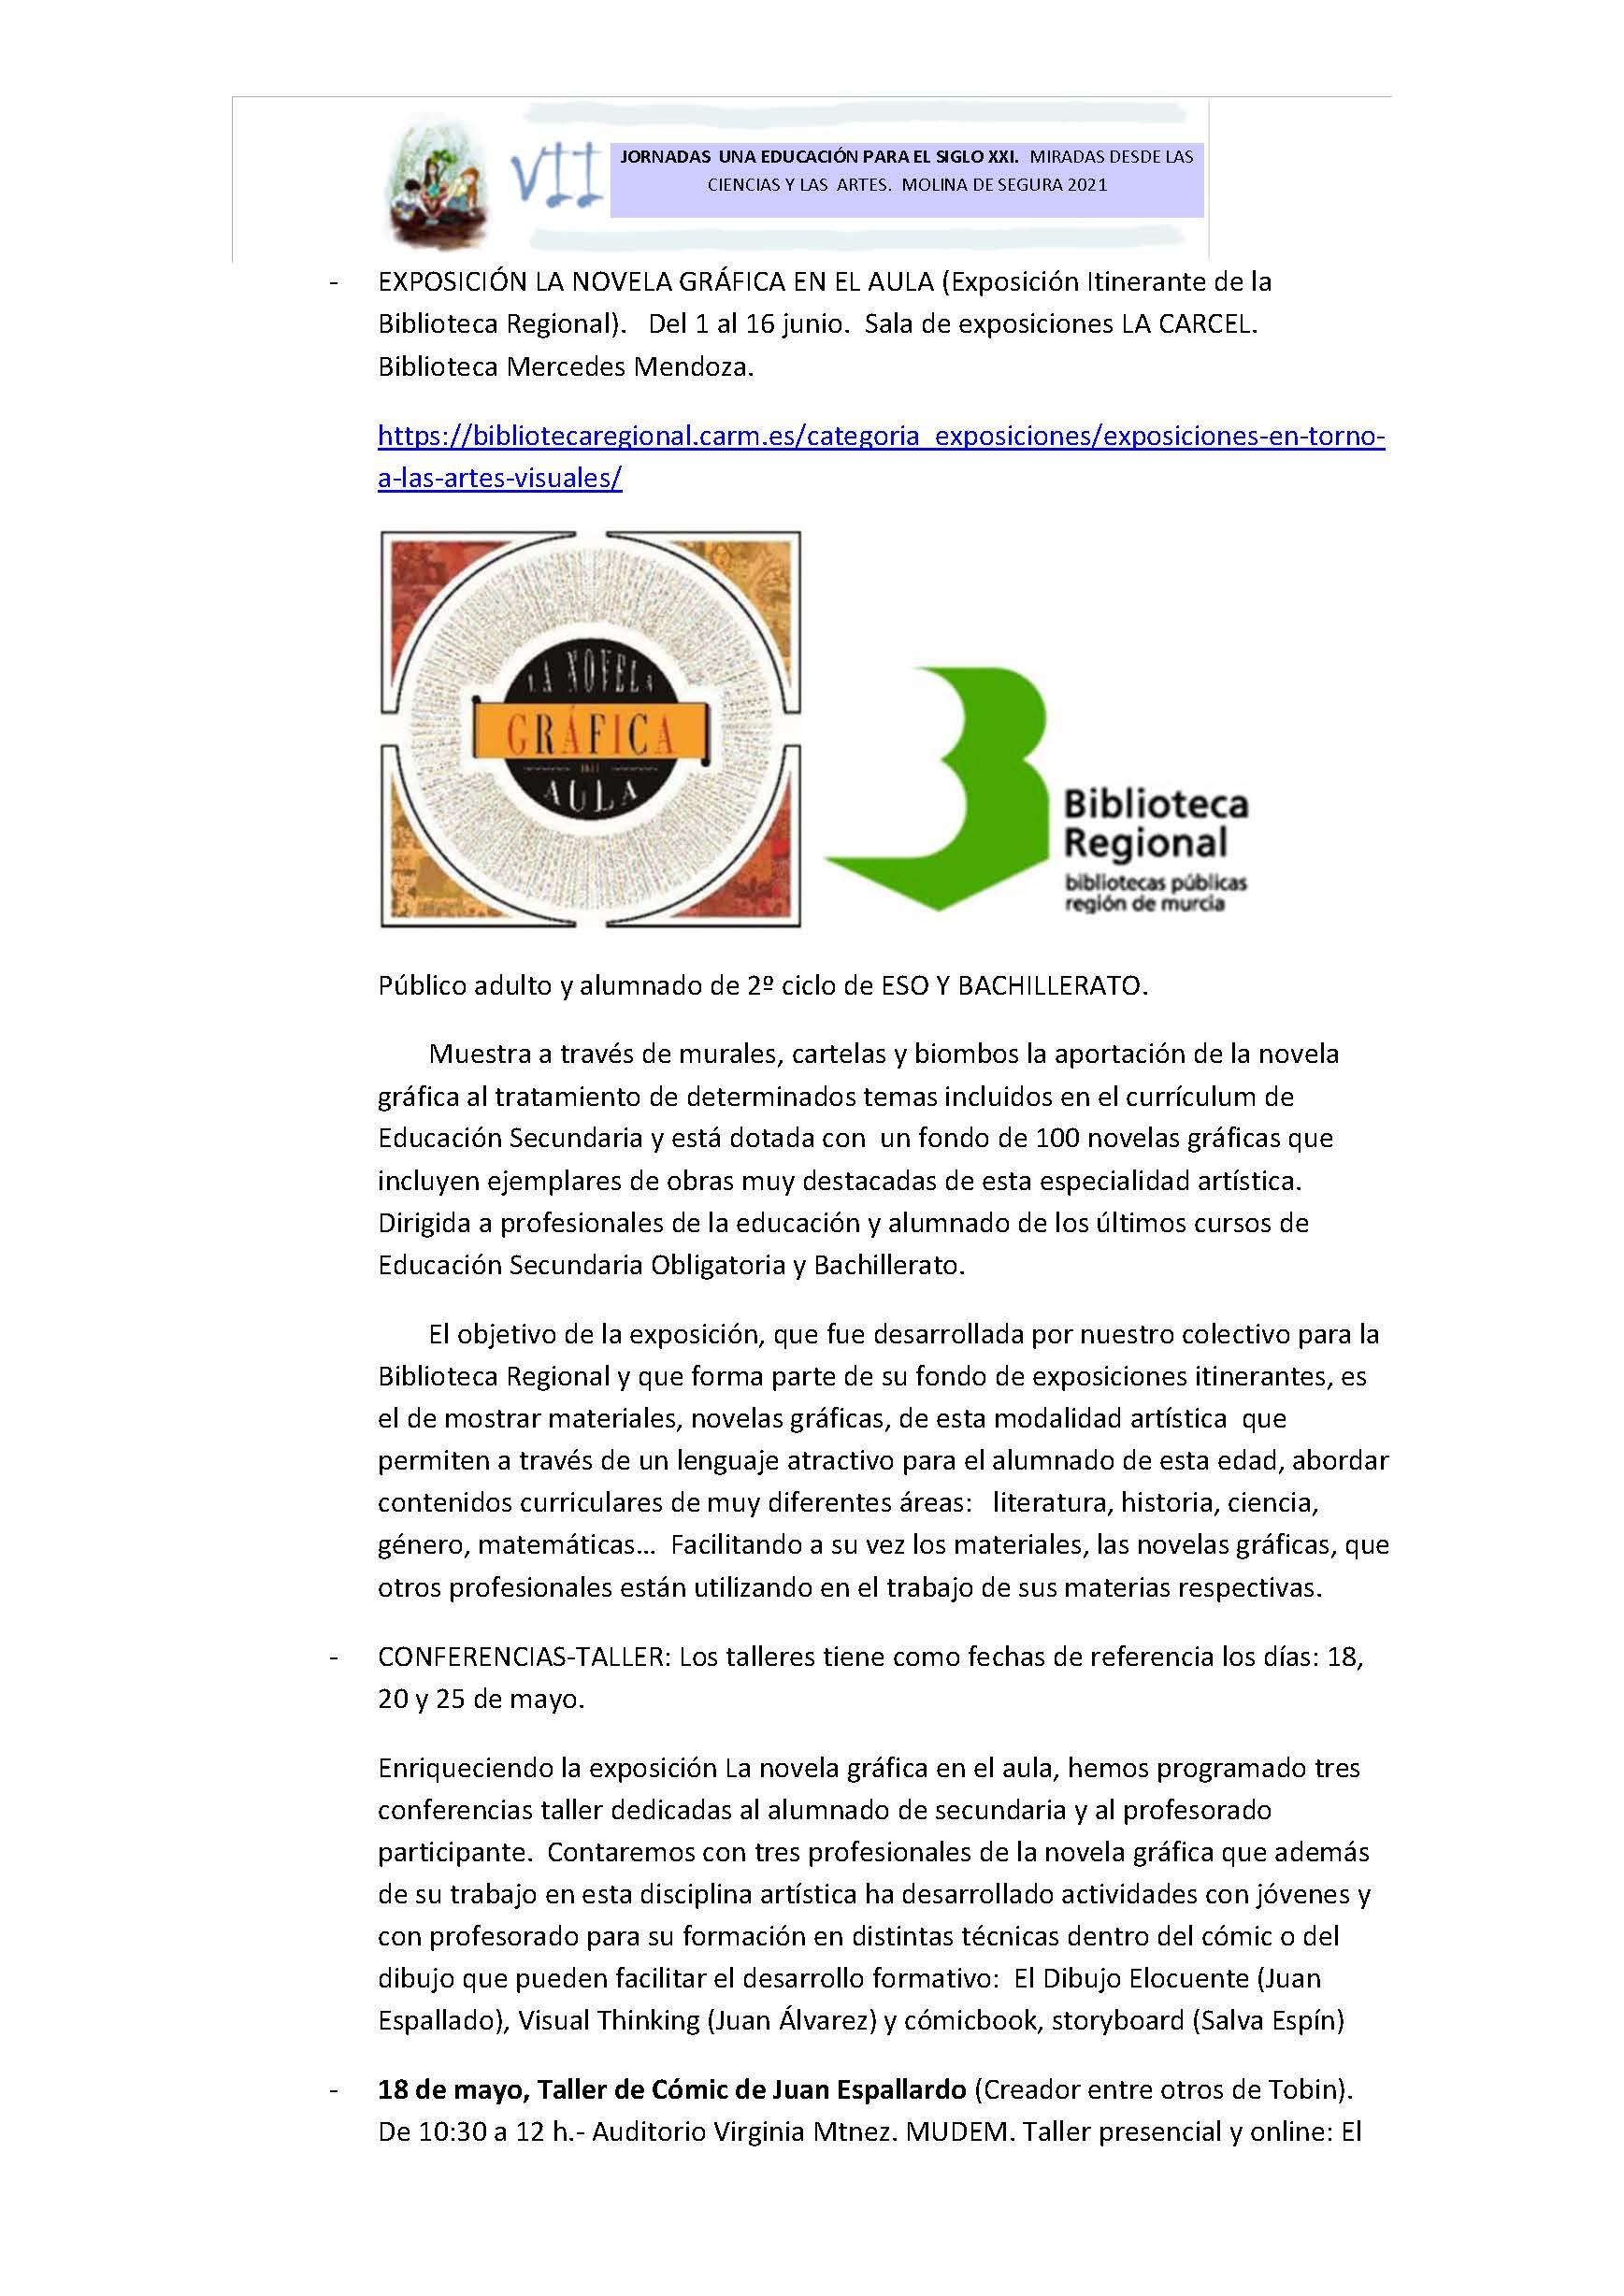 VII
JORNADAS UNA EDUCACIÓN PARA EL SIGLO XXI. MIRADAS DESDE LAS
CIENCIAS Y LAS ARTES. MOLINA DE SEGURA 2021
- EXPOSICIÓN LA NOVELA GRÁFICA EN EL AULA (Exposición Itinerante de la
Biblioteca Regional). Del 1 al 16 junio. Sala de exposiciones LA CARCEL.
Biblioteca Mercedes Mendoza.
https://bibliotecaregional.carm.es/categoria_exposiciones/exposiciones-en-torno-
a-las-artes-visuales/
LA NOVELA
GRÁFICA
AULA
Biblioteca
Regional
bibliotecas públicas
región de murcia
Público adulto y alumnado de 2º ciclo de ESO Y BACHILLERATO.
Muestra a través de murales, cartelas y biombos la aportación de la novela
gráfica al tratamiento de determinados temas incluidos en el currículum de
Educación Secundaria y está dotada con un fondo de 100 novelas gráficas que
incluyen ejemplares de obras muy destacadas de esta especialidad artística.
Dirigida a profesionales de la educación y alumnado de los últimos cursos de
Educación Secundaria Obligatoria y Bachillerato.
El objetivo de la exposición, que fue desarrollada por nuestro colectivo para la
Biblioteca Regional y que forma parte de su fondo de exposiciones itinerantes, es
el de mostrar materiales, novelas gráficas, de esta modalidad artística que
permiten a través de un lenguaje atractivo para el alumnado de esta edad, abordar
contenidos curriculares de muy diferentes áreas: literatura, historia, ciencia,
género, matemáticas... Facilitando a su vez los materiales, las novelas gráficas, que
otros profesionales están utilizando en el trabajo de sus materias respectivas.
- CONFERENCIAS-TALLER: Los talleres tiene como fechas de referencia los días: 18,
20 y 25 de mayo.
Enriqueciendo la exposición La novela gráfica en el aula, hemos programado tres
conferencias taller dedicadas al alumnado de secundaria y al profesorado
participante. Contaremos con tres profesionales de la novela gráfica que además
de su trabajo en esta disciplina artística ha desarrollado actividades con jóvenes y
con profesorado para su formación en distintas técnicas dentro del cómic o del
dibujo que pueden facilitar el desarrollo formativo: El Dibujo Elocuente (Juan
Espallado), Visual Thinking (Juan Álvarez) y cómicbook, storyboard (Salva Espín)
- 18 de mayo, Taller de Cómic de Juan Espallardo (Creador entre otros de Tobin).
De 10:30 a 12 h.- Auditorio Virginia Mtnez. MUDEM. Taller presencial y online: El